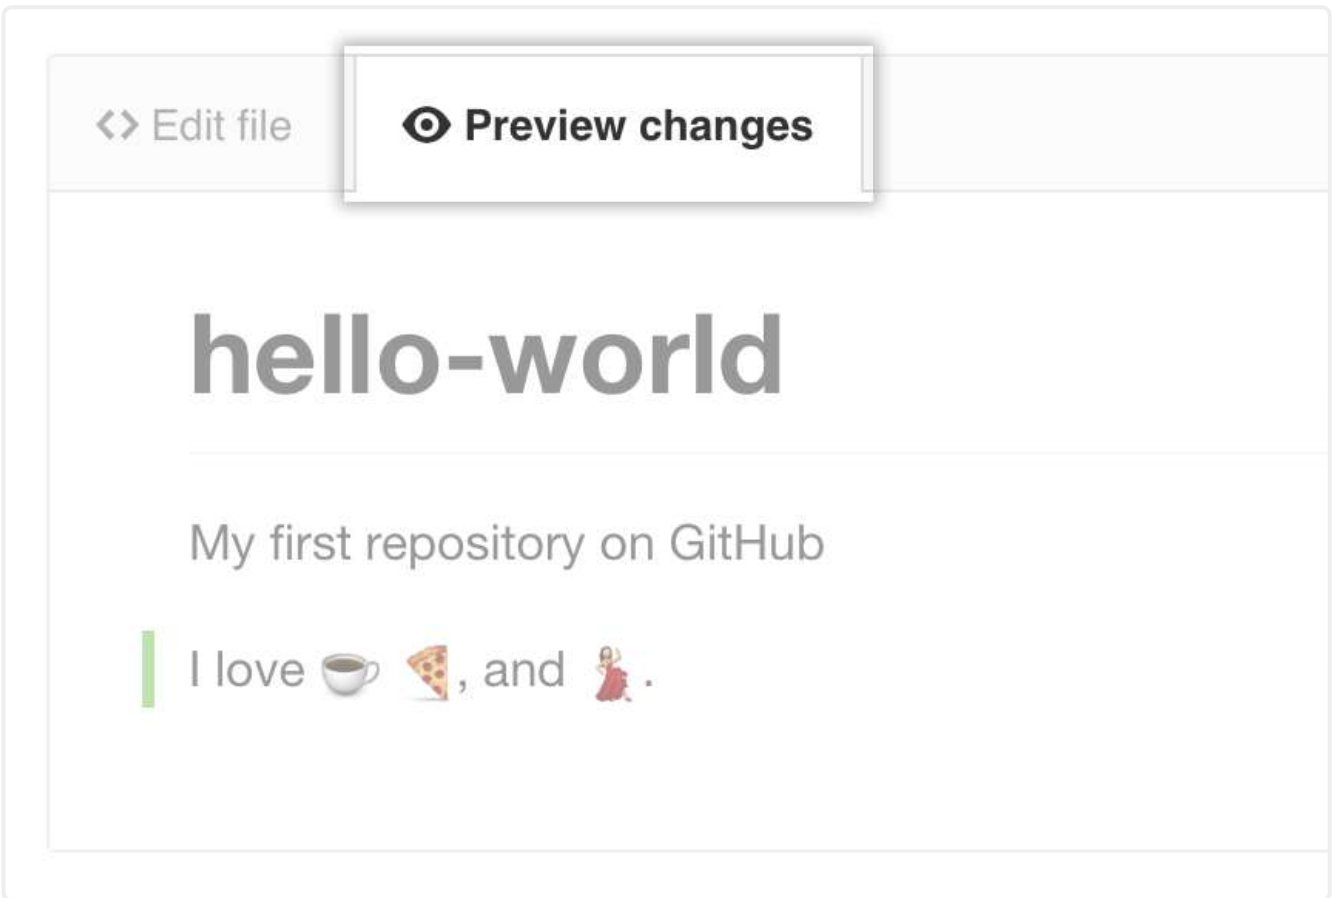 <> Edit file
Preview changes
hello-world
My first repository on GitHub
I love ☕ 🍕, and 💃.